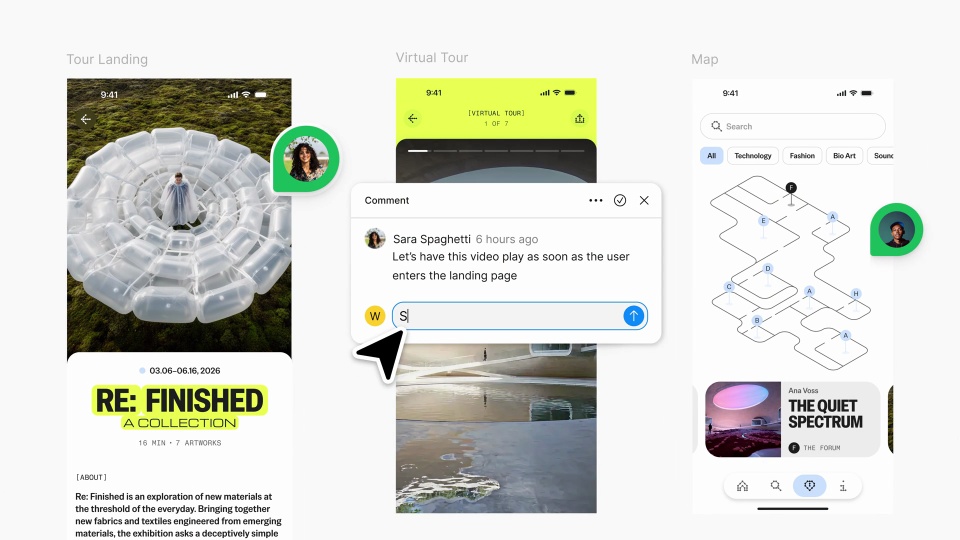 Tour Landing
Virtual Tour
Map
9:41
RE: FINISHED
A COLLECTION
03.06–06.16, 2026
16 MIN • 7 ARTWORKS
[ABOUT]
Re: Finished is an exploration of new materials at
the threshold of the everyday. Bringing together
new fabrics and textiles engineered from emerging
materials, the exhibition asks a deceptively simple
9:41
[VIRTUAL TOUR]
1 OF 7
Comment
Sara Spaghetti 6 hours ago
Let's have this video play as soon as the user
enters the landing page
W
S
9:41
Search
All
Technology
Fashion
Bio Art
Sound
F
E
A
D
C
A
H
B
A
Ana Voss
THE QUIET
SPECTRUM
F THE FORUM